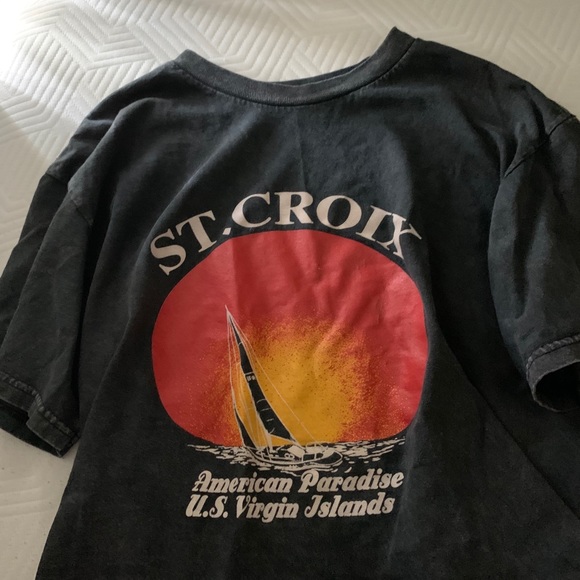 ST. CROIX
American Paradise
U.S. Virgin Islands